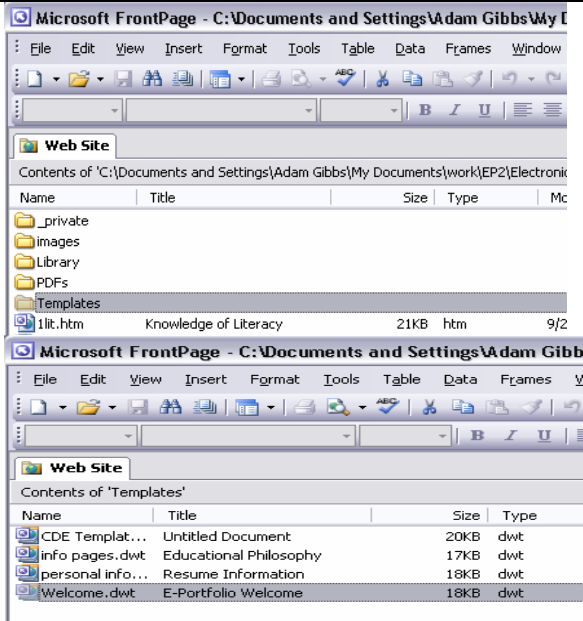 Microsoft FrontPage - C:\Documents and Settings\Adam Gibbs\My D
File Edit View Insert Format Tools Table Data Frames Window
ABC
B I U
Web Site
Contents of 'C:\Documents and Settings\Adam Gibbs\My Documents\work\EP2\Electronic
Name Title Size Type Mo
_private
images
Library
PDFs
Templates
1lit.htm Knowledge of Literacy 21KB htm 9/2
Microsoft FrontPage - C:\Documents and Settings\Adam Gibb
File Edit View Insert Format Tools Table Data Frames
ABC
B I U
Web Site
Contents of 'Templates'
Name Title Size Type
CDE Templat... Untitled Document 20KB dwt
info pages.dwt Educational Philosophy 17KB dwt
personal info... Resume Information 18KB dwt
Welcome.dwt E-Portfolio Welcome 18KB dwt